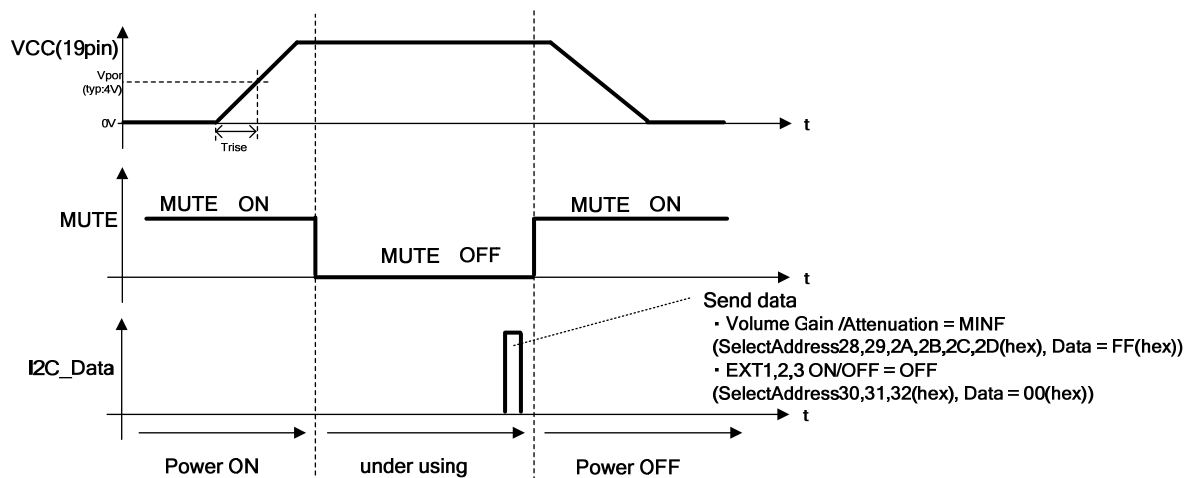 VCC(19pin)
Vpor
(typ:4V)
0V
Trise
t
MUTE
MUTE ON
MUTE OFF
MUTE ON
t
I2C_Data
Send data
・Volume Gain /Attenuation = MINF
(SelectAddress28,29,2A,2B,2C,2D(hex), Data = FF(hex))
・EXT1,2,3 ON/OFF = OFF
(SelectAddress30,31,32(hex), Data = 00(hex))
t
Power ON
under using
Power OFF